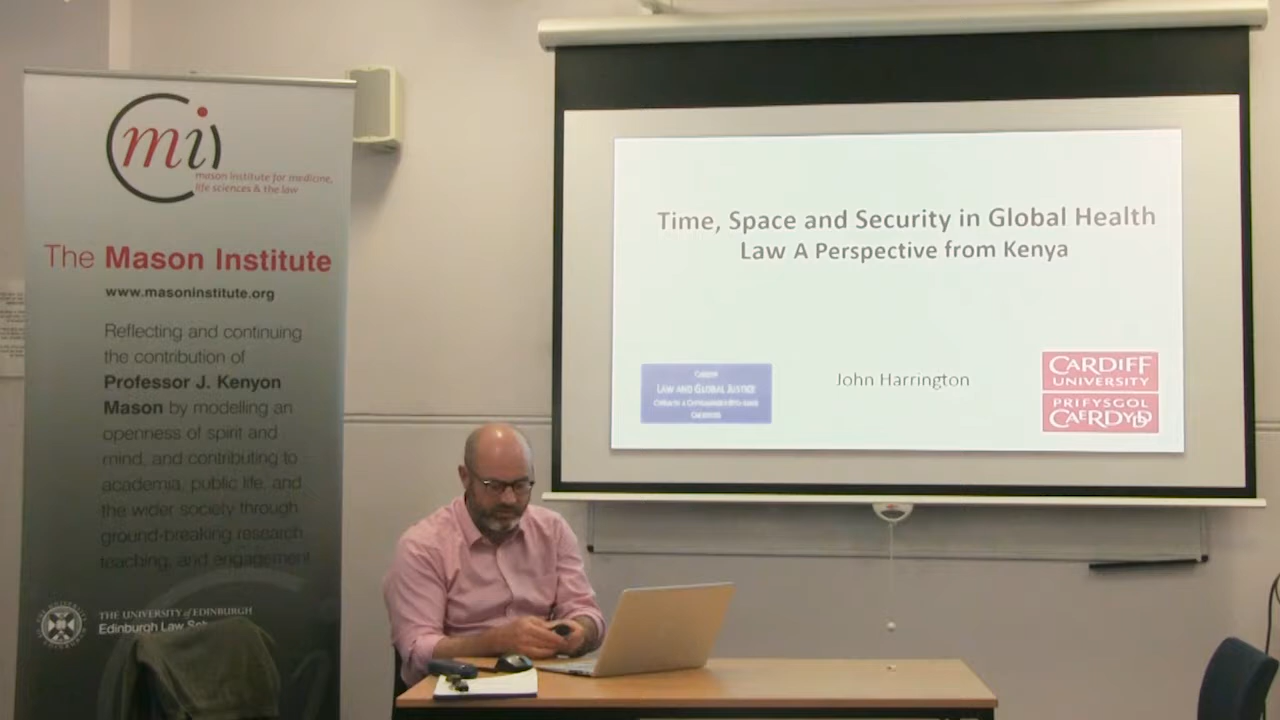 mi
mason institute for medicine,
life sciences & the law
The Mason Institute
www.masoninstitute.org
Reflecting and continuing
the contribution of
Professor J. Kenyon
Mason by modelling an
openness of spirit and
mind, and contributing to
academia, public life, and
the wider society through
ground-breaking research
teaching, and engagement
THE UNIVERSITY of EDINBURGH
Edinburgh Law
Time, Space and Security in Global Health
Law A Perspective from Kenya
LAW AND GLOBAL JUSTICE
John Harrington
CARDIFF
UNIVERSITY
PRIFYSGOL
CAERDYDD